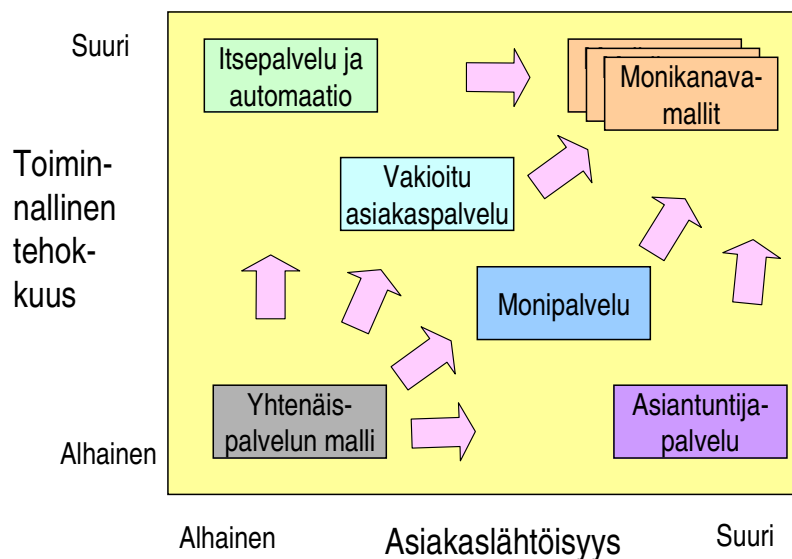 Suuri
Itsepalvelu ja
automaatio
Monikanava-
mallit
Toimin-
nallinen
tehok-
kuus
Vakioitu
asiakaspalvelu
Monipalvelu
Yhtenäis-
palvelun malli
Asiantuntija-
palvelu
Alhainen
Alhainen
Asiakaslähtöisyys
Suuri